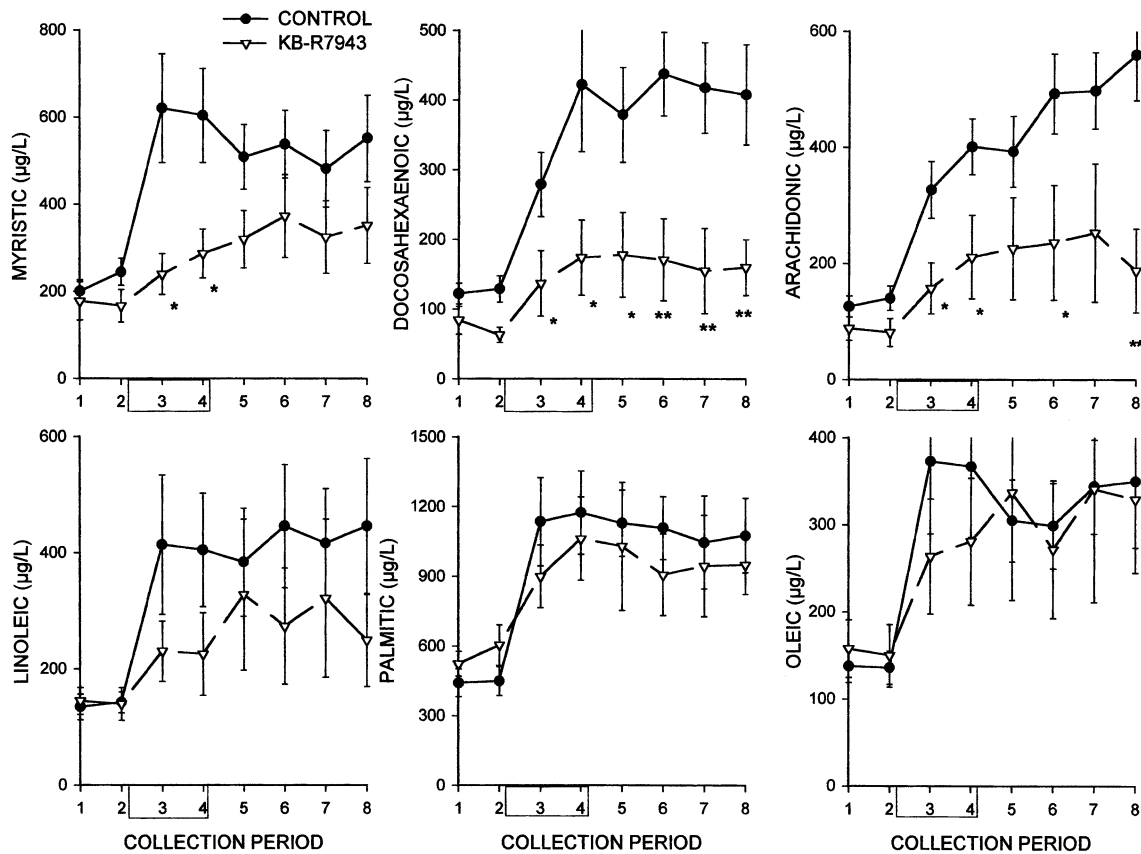 CONTROL
KB-R7943
MYRISTIC (µg/L)
800
600
400
200
0
1 2 3 4 5 6 7 8
* *
DOCOSAHEXAENOIC (µg/L)
500
400
300
200
100
0
1 2 3 4 5 6 7 8
* * * ** ** **
ARACHIDONIC (µg/L)
600
400
200
0
1 2 3 4 5 6 7 8
* * * **
LINOLEIC (µg/L)
600
400
200
0
1 2 3 4 5 6 7 8
COLLECTION PERIOD
PALMITIC (µg/L)
1500
1200
900
600
300
0
1 2 3 4 5 6 7 8
COLLECTION PERIOD
OLEIC (µg/L)
400
300
200
100
0
1 2 3 4 5 6 7 8
COLLECTION PERIOD